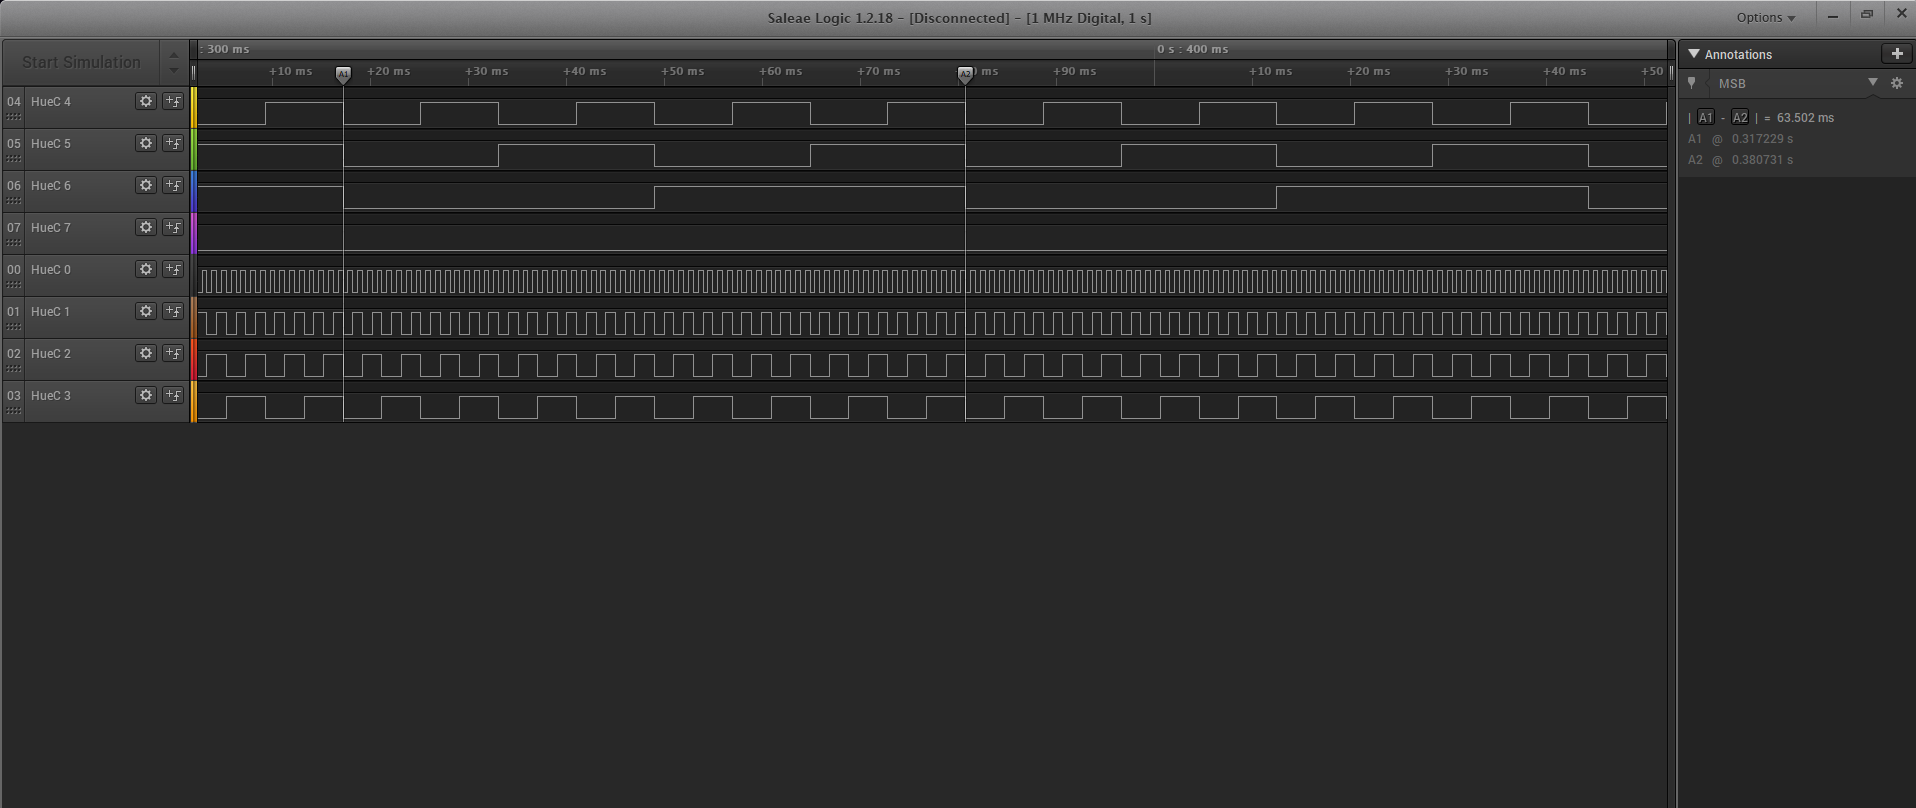 Saleae Logic 1.2.18 - [Disconnected] - [1 MHz Digital, 1 s]
Options
Start Simulation
: 300 ms
0 s : 400 ms
+10 ms
A1
+20 ms
+30 ms
+40 ms
+50 ms
+60 ms
+70 ms
A2
ms
+90 ms
+10 ms
+20 ms
+30 ms
+40 ms
+50
04 HueC 4
05 HueC 5
06 HueC 6
07 HueC 7
00 HueC 0
01 HueC 1
02 HueC 2
03 HueC 3
Annotations
MSB
| A1 - A2 | = 63.502 ms
A1 @ 0.317229 s
A2 @ 0.380731 s